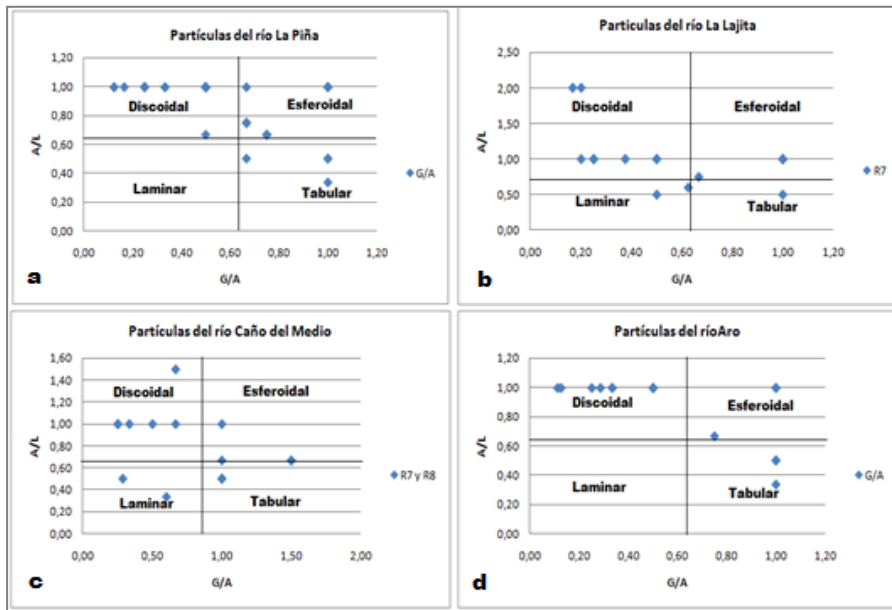 Partículas del río La Piña
1,20
1,00
0,80
0,60
0,40
0,20
0,00
A/L
Discoidal
Esferoidal
Laminar
Tabular
G/A
0,00 0,20 0,40 0,60 0,80 1,00 1,20
G/A
a
Particulas del río La Lajita
2,50
2,00
1,50
1,00
0,50
0,00
A/L
Discoidal
Esferoidal
Laminar
Tabular
R7
0,00 0,20 0,40 0,60 0,80 1,00 1,20
G/A
b
Partículas del río Caño del Medio
1,60
1,40
1,20
1,00
0,80
0,60
0,40
0,20
0,00
A/L
Discoidal
Esferoidal
Laminar
Tabular
R7 y R8
0,00 0,50 1,00 1,50 2,00
G/A
c
Partículas del ríoAro
1,20
1,00
0,80
0,60
0,40
0,20
0,00
A/L
Discoidal
Esferoidal
Laminar
Tabular
G/A
0,00 0,20 0,40 0,60 0,80 1,00 1,20
G/A
d